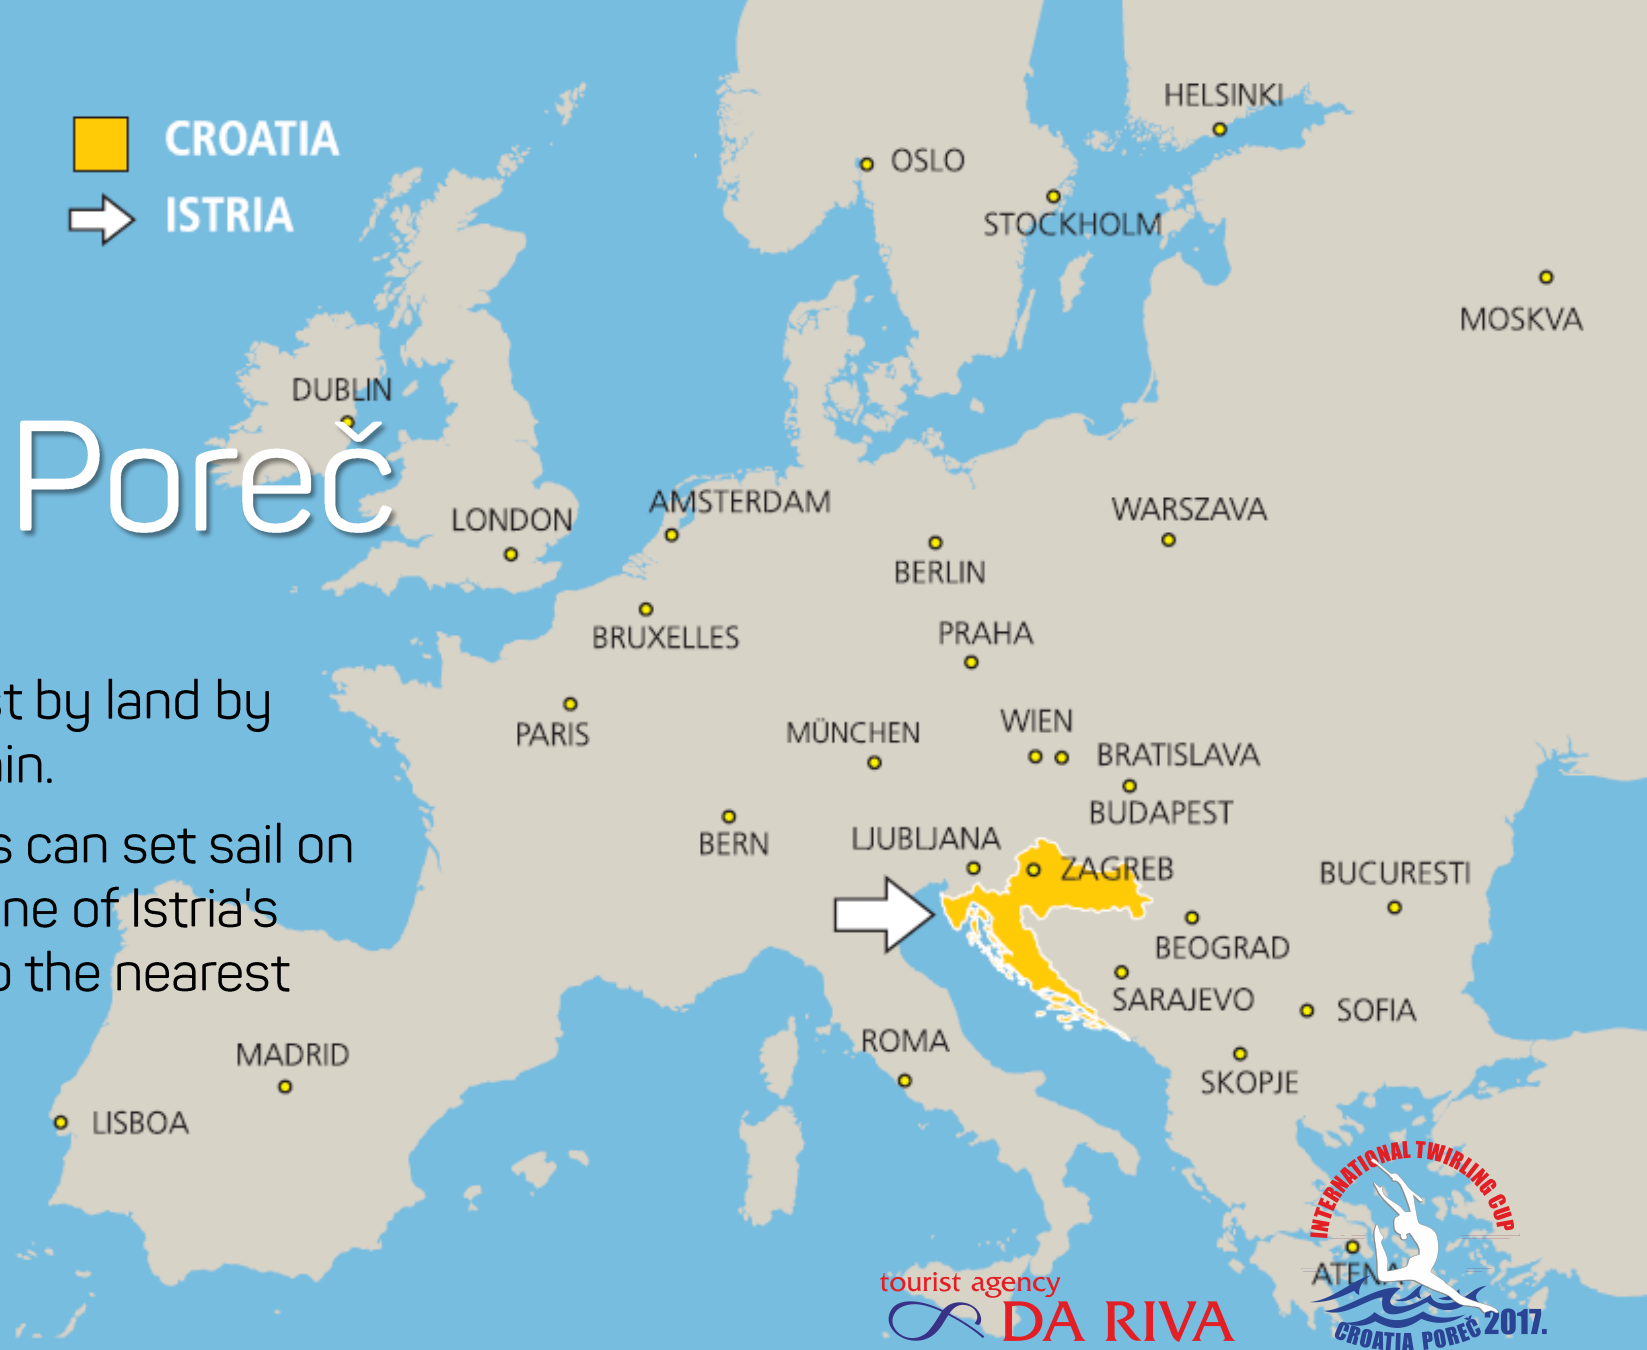 CROATIA
ISTRIA
HELSINKI
OSLO
STOCKHOLM
MOSKVA
DUBLIN
Poreč
LONDON
AMSTERDAM
WARSZAVA
BERLIN
BRUXELLES
PRAHA
st by land by
PARIS
MÜNCHEN
WIEN
BRATISLAVA
in.
BUDAPEST
BERN
LJUBLJANA
s can set sail on
ZAGREB
BUCURESTI
ne of Istria's
BEOGRAD
o the nearest
SARAJEVO
SOFIA
ROMA
MADRID
SKOPJE
LISBOA
INTERNATIONAL TWIRLING CUP
ATENA
tourist agency
DA RIVA
CROATIA POREČ 2017.